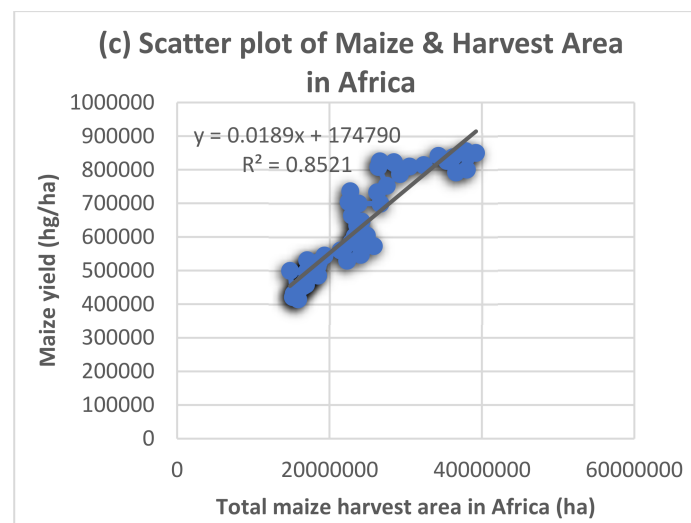 (c) Scatter plot of Maize & Harvest Area
in Africa
1000000
900000
800000
700000
600000
500000
400000
300000
200000
100000
0
y = 0.0189x + 174790
R² = 0.8521
Maize yield (hg/ha)
0 20000000 40000000 60000000
Total maize harvest area in Africa (ha)